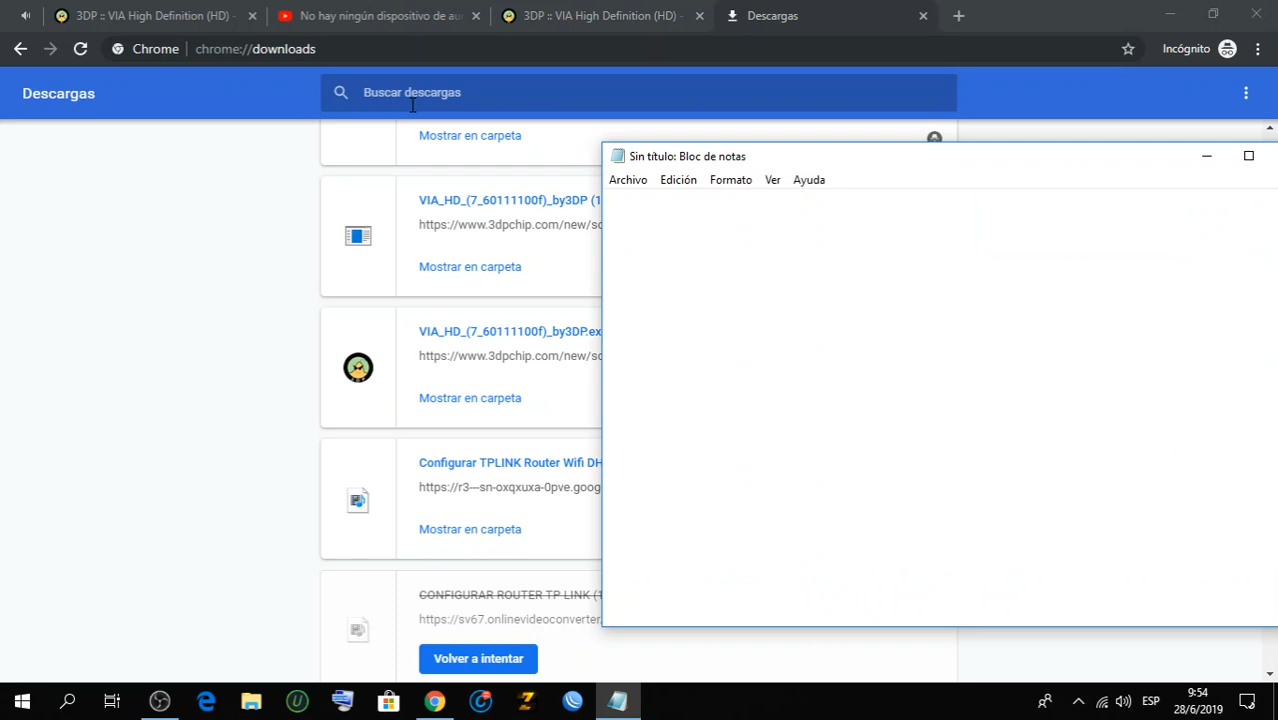 3DP :: VIA High Definition (HD) -
No hay ningún dispositivo de au
3DP :: VIA High Definition (HD) -
Descargas
Chrome
chrome://downloads
Incógnito
Descargas
Buscar descargas
Mostrar en carpeta
VIA_HD_(7_60111100f)_by3DP (1
https://www.3dpchip.com/new/so
Mostrar en carpeta
VIA_HD_(7_60111100f)_by3DP.ex
https://www.3dpchip.com/new/so
Mostrar en carpeta
Configurar TPLINK Router Wifi DH
https://r3---sn-oxqxuxa-0pve.goog
Mostrar en carpeta
CONFIGURAR ROUTER TP LINK (1
https://sv67.onlinevideoconverter.
Volver a intentar
Sin título: Bloc de notas
Archivo Edición Formato Ver Ayuda
ESP
9:54
28/6/2019